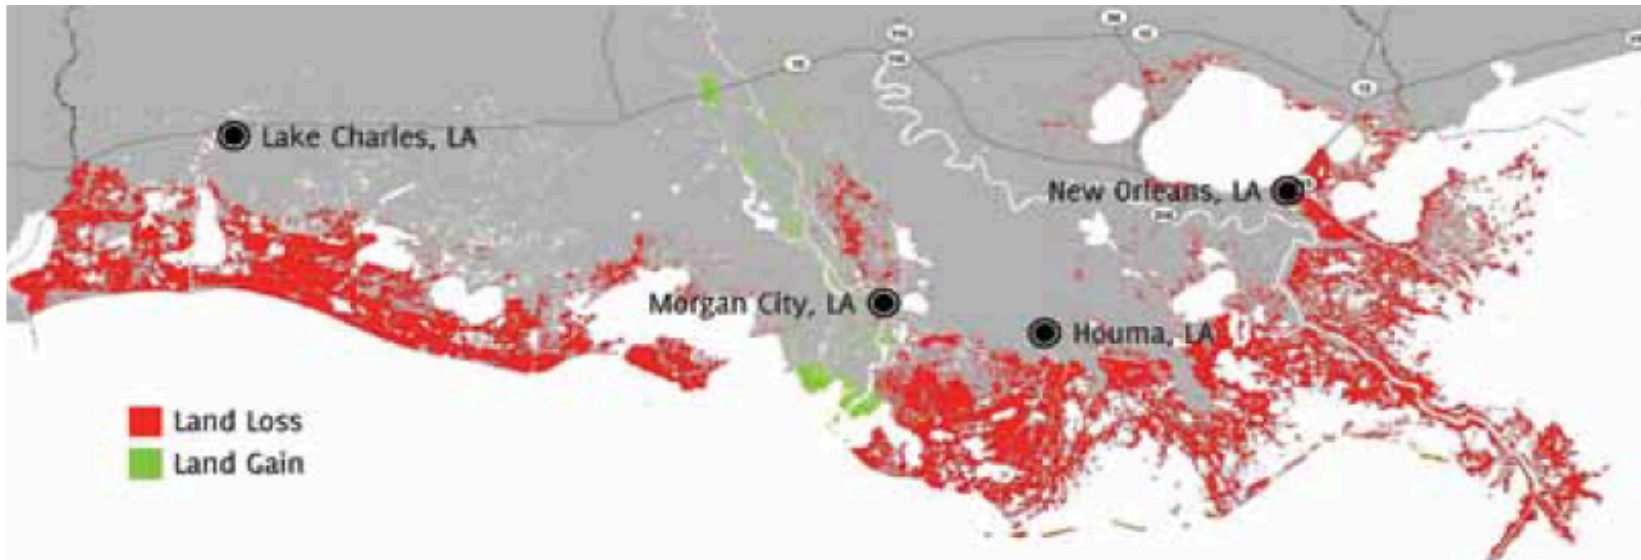 Lake Charles, LA
New Orleans, LA
Morgan City, LA
Houma, LA
Land Loss
Land Gain